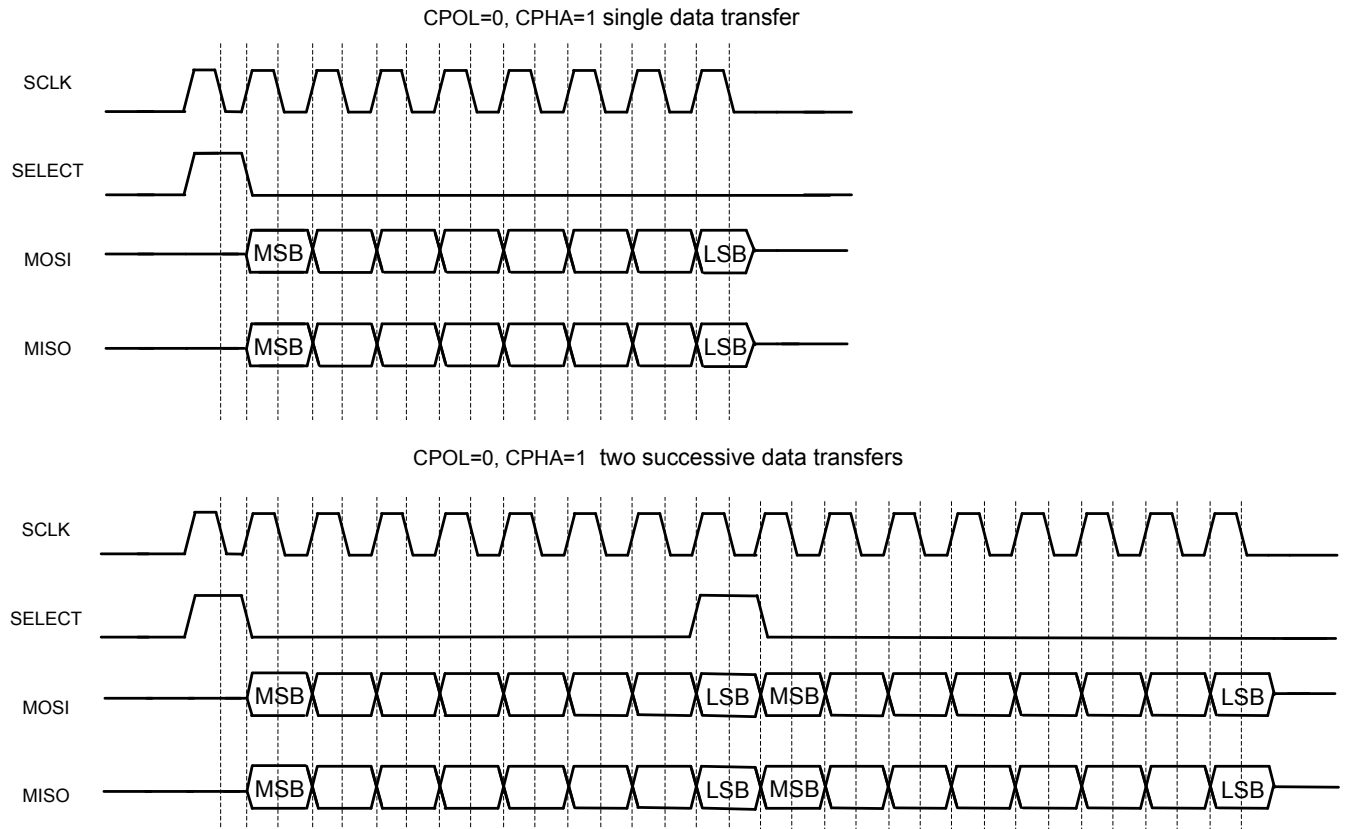 CPOL=0, CPHA=1 single data transfer
SCLK
SELECT
MOSI
MSB
LSB
MISO
MSB
LSB
CPOL=0, CPHA=1 two successive data transfers
SCLK
SELECT
MOSI
MSB
LSB
MSB
LSB
MISO
MSB
LSB
MSB
LSB